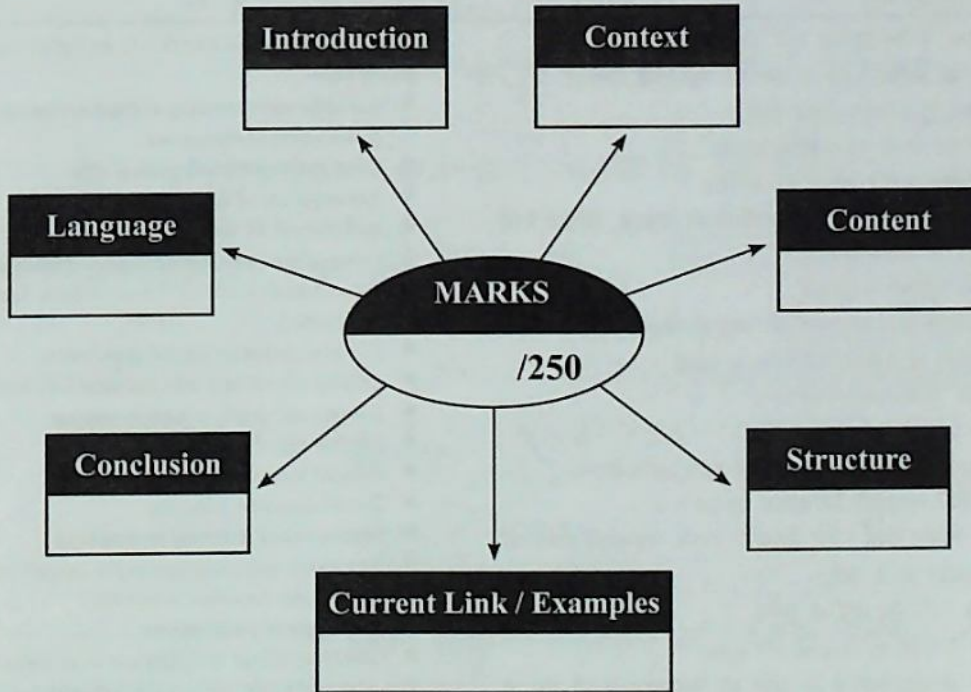 Introduction
Context
Language
Content
MARKS
/250
Conclusion
Structure
Current Link / Examples